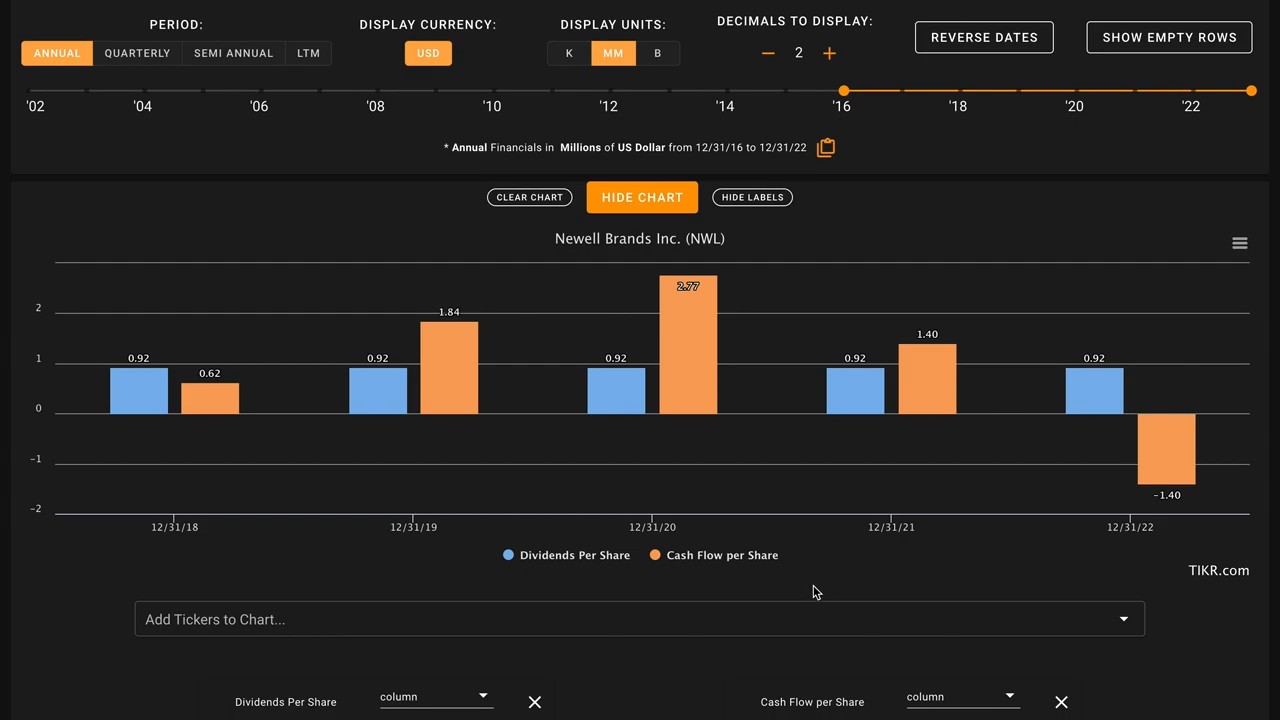 PERIOD:
DISPLAY CURRENCY:
DISPLAY UNITS:
DECIMALS TO DISPLAY:
ANNUAL
QUARTERLY
SEMI ANNUAL
LTM
USD
K
MM
B
2
REVERSE DATES
SHOW EMPTY ROWS
'02 '04 '06 '08 '10 '12 '14 '16 '18 '20 '22
* Annual Financials in Millions of US Dollar from 12/31/16 to 12/31/22
CLEAR CHART
HIDE CHART
HIDE LABELS
Newell Brands Inc. (NWL)
2
1
0
−1
−2
0.92
0.62
0.92
1.84
0.92
2.77
0.92
1.40
0.92
−1.40
12/31/18
12/31/19
12/31/20
12/31/21
12/31/22
Dividends Per Share
Cash Flow per Share
TIKR.com
Add Tickers to Chart...
Dividends Per Share
column
Cash Flow per Share
column